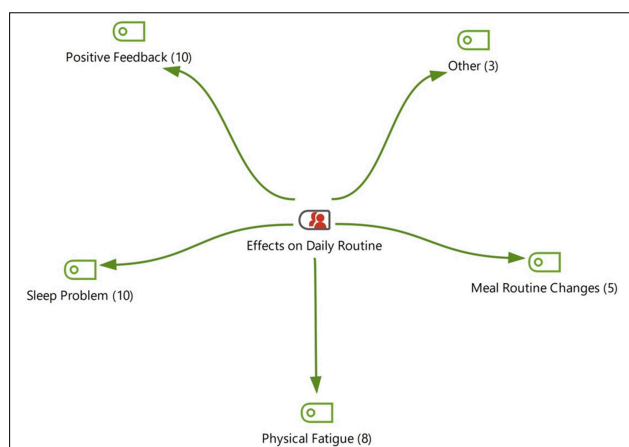 Positive Feedback (10)
Other (3)
Effects on Daily Routine
Sleep Problem (10)
Meal Routine Changes (5)
Physical Fatigue (8)